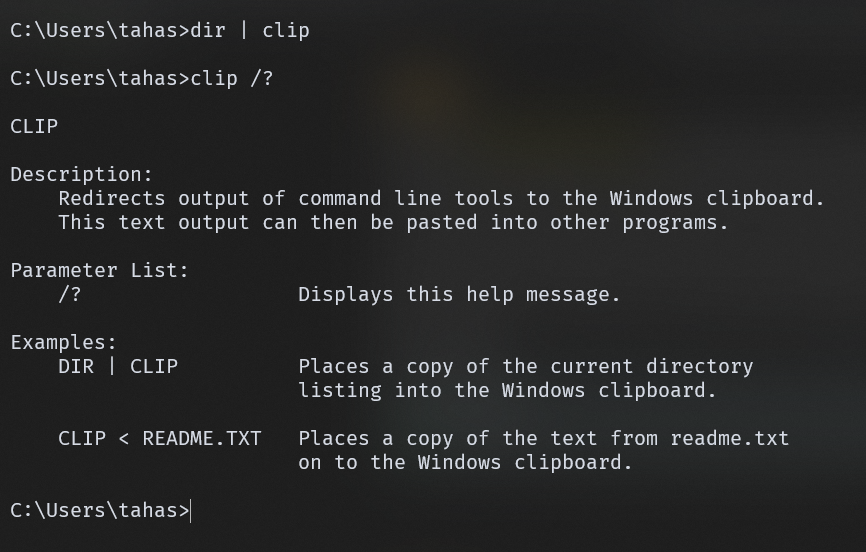 C:\Users\tahas>dir | clip
C:\Users\tahas>clip /?
CLIP
Description:
Redirects output of command line tools to the Windows clipboard.
This text output can then be pasted into other programs.
Parameter List:
/?                  Displays this help message.
Examples:
DIR | CLIP          Places a copy of the current directory
listing into the Windows clipboard.
CLIP < README.TXT   Places a copy of the text from readme.txt
on to the Windows clipboard.
C:\Users\tahas>